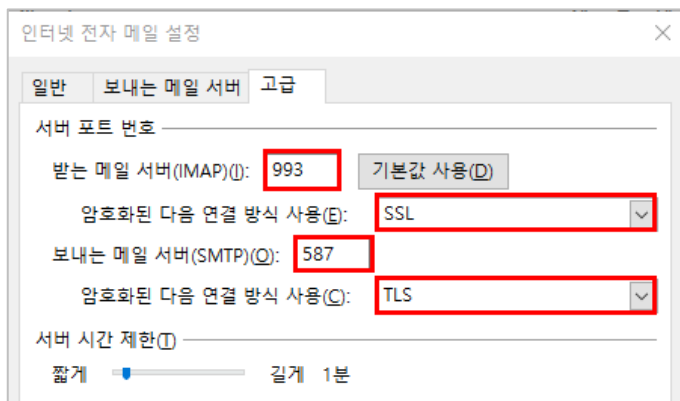 인터넷 전자 메일 설정
일반 보내는 메일 서버 고급
서버 포트 번호
받는 메일 서버(IMAP)(I): 993 기본값 사용(D)
암호화된 다음 연결 방식 사용(E): SSL
보내는 메일 서버(SMTP)(O): 587
암호화된 다음 연결 방식 사용(C): TLS
서버 시간 제한(T)
짧게 길게 1분